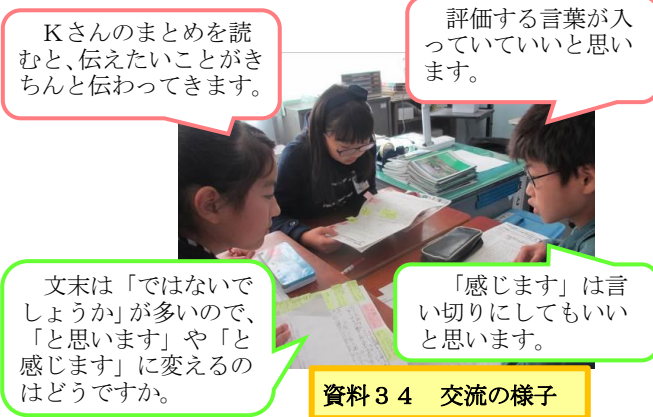 Kさんのまとめを読
むと、伝えたいことがき
ちんと伝わってきます。
評価する言葉が入
っていていいと思い
ます。
文末は「ではないで
しょうか」が多いので、
「と思います」や「と
感じます」に変えるの
はどうですか。
「感じます」は言
い切りにしてもいい
と思います。
資料34 交流の様子